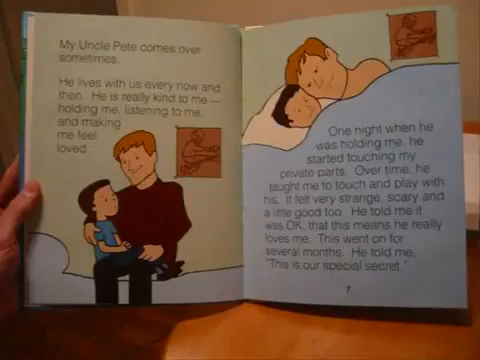 My Uncle Pete comes over
sometimes.
He lives with us every now and
then. He is really kind to me —
holding me, listening to me,
and making
me feel
loved.
One night when he
was holding me, he
started touching my
private parts. Over time, he
taught me to touch and play with
his. It felt very strange, scary and
a little good too. He told me it
was OK, that this means he really
loves me. This went on for
several months. He told me,
"This is our special secret."
7